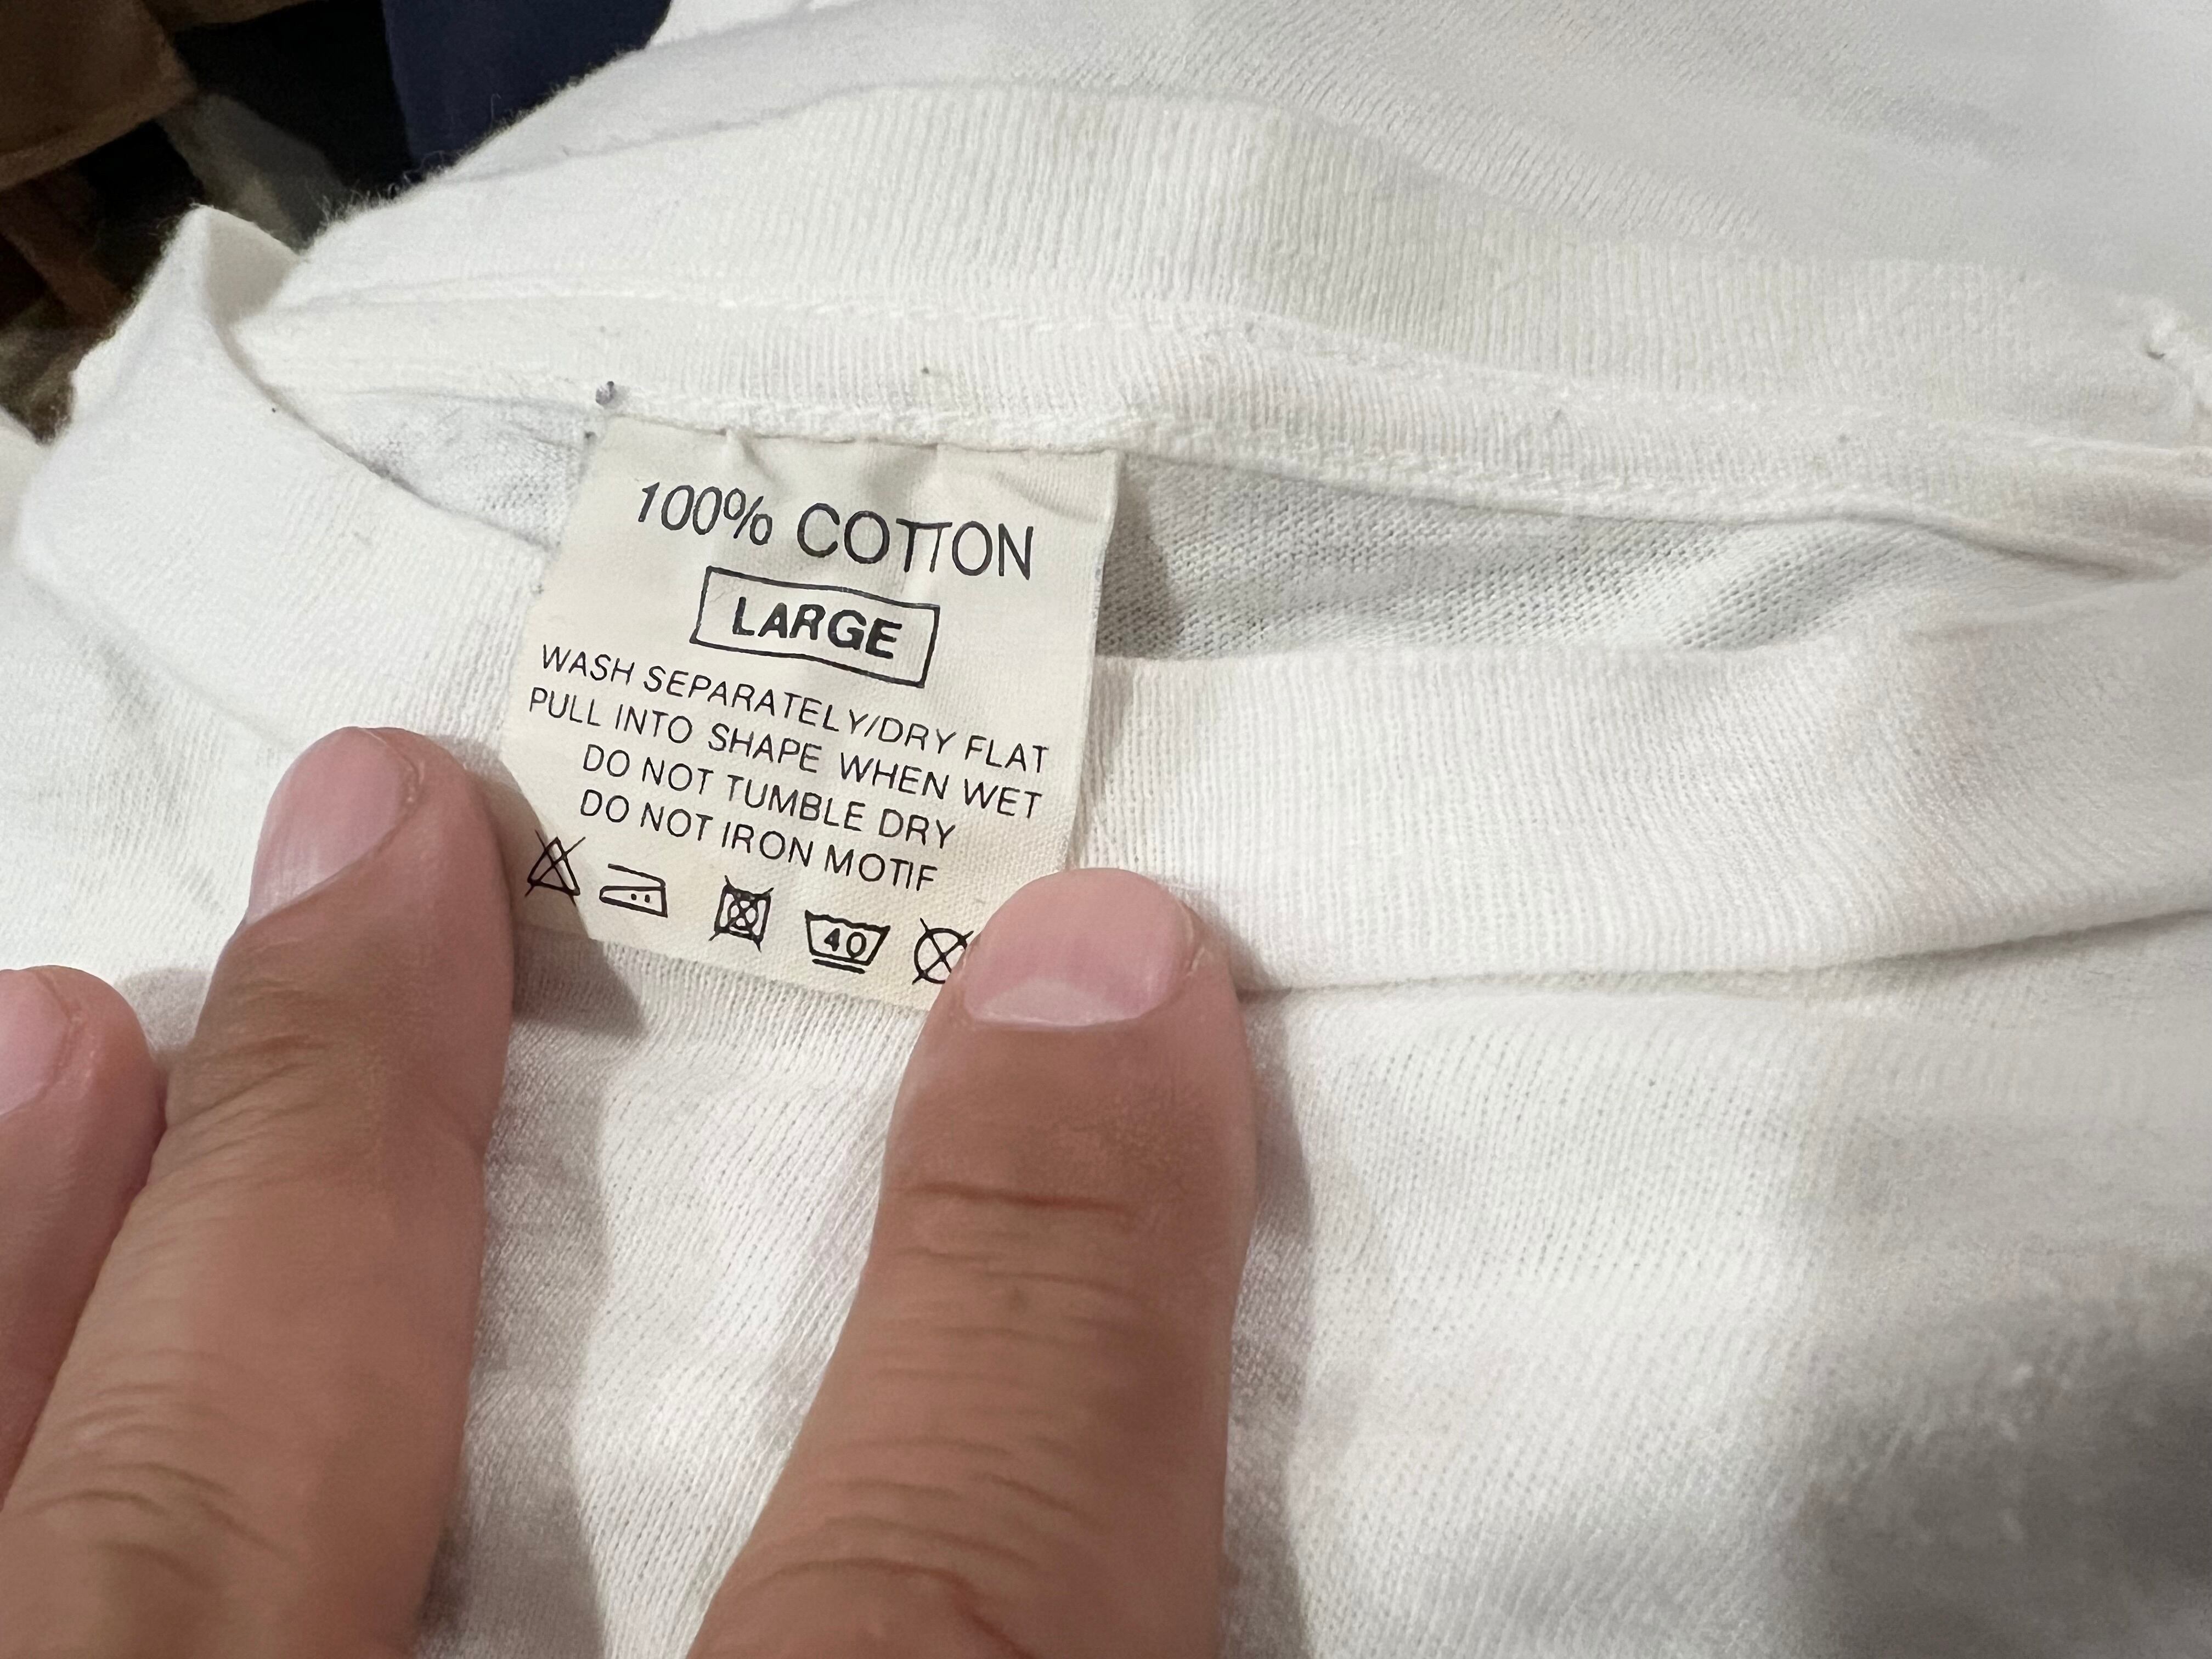 100% COTTON
LARGE
WASH SEPARATELY/DRY FLAT
PULL INTO SHAPE WHEN WET
DO NOT TUMBLE DRY
DO NOT IRON MOTIF
40